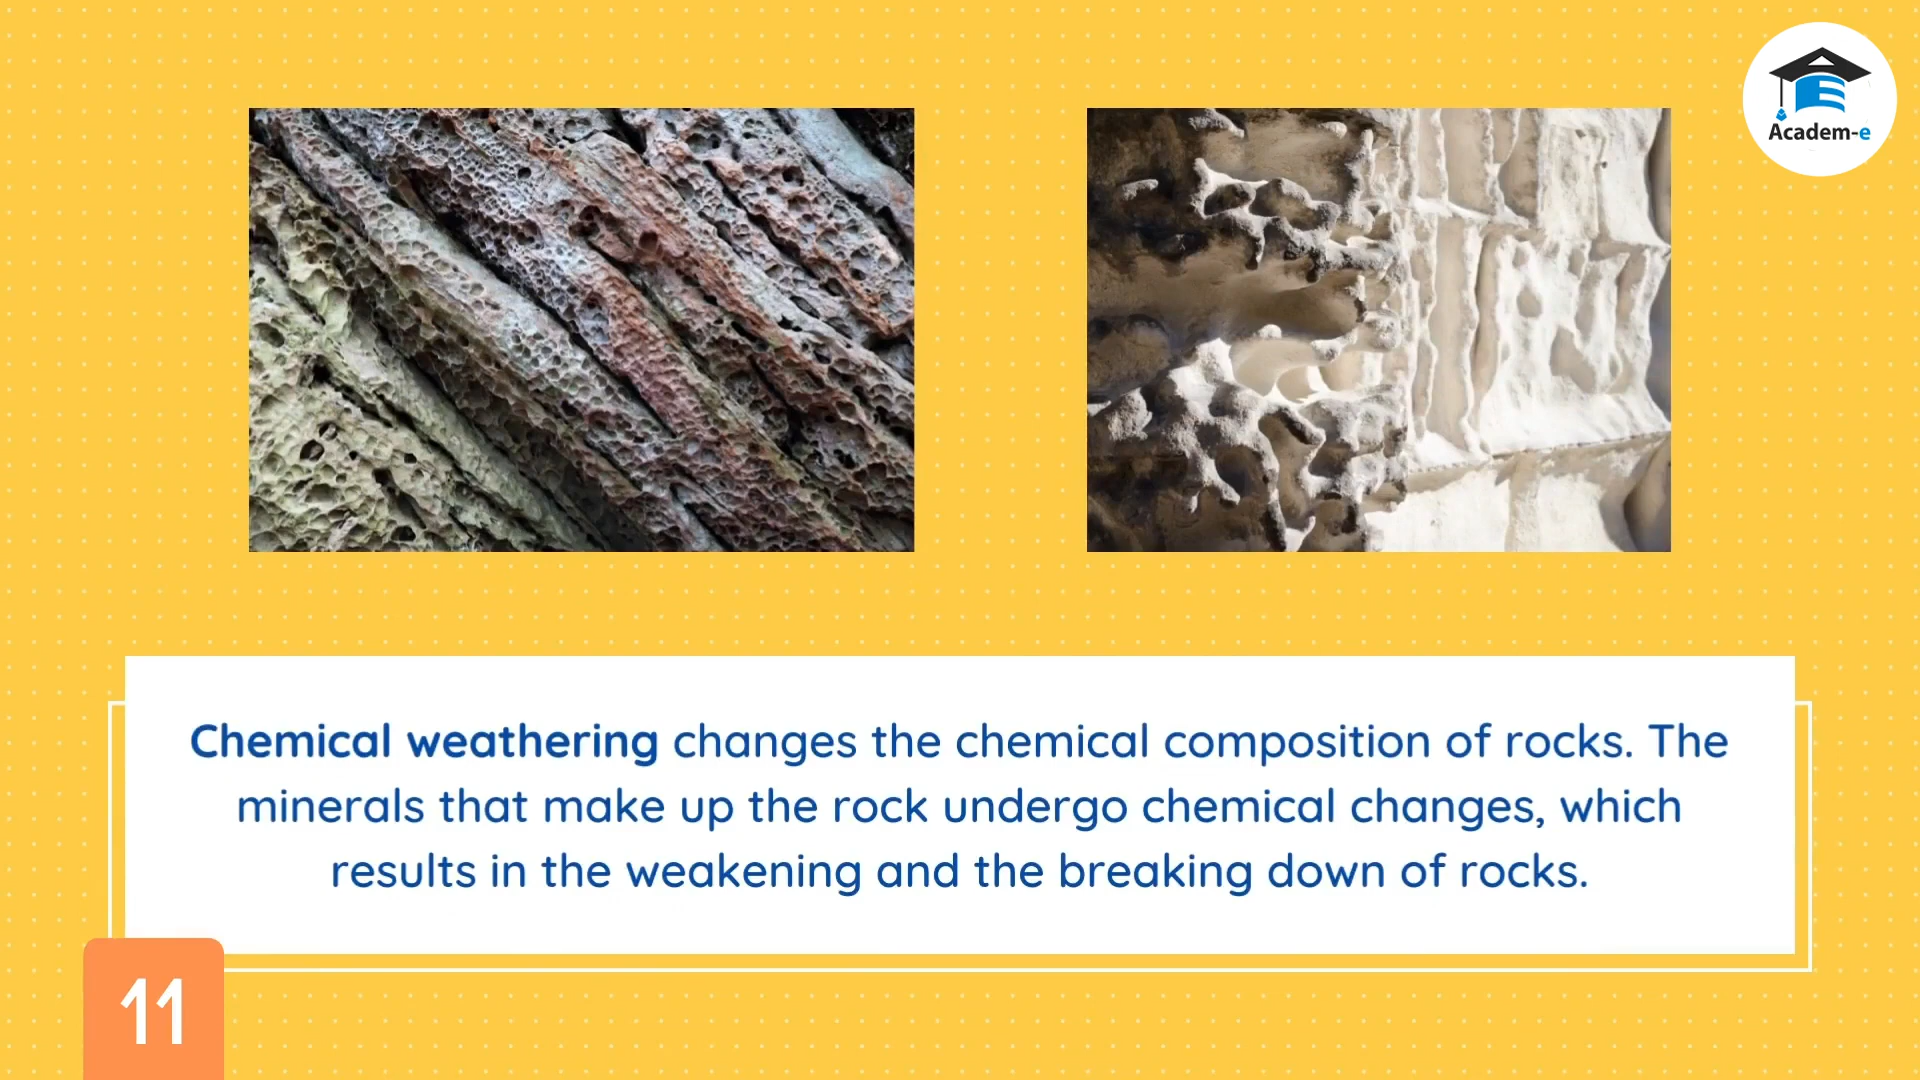 Academ-e
Chemical weathering changes the chemical composition of rocks. The
minerals that make up the rock undergo chemical changes, which
results in the weakening and the breaking down of rocks.
11